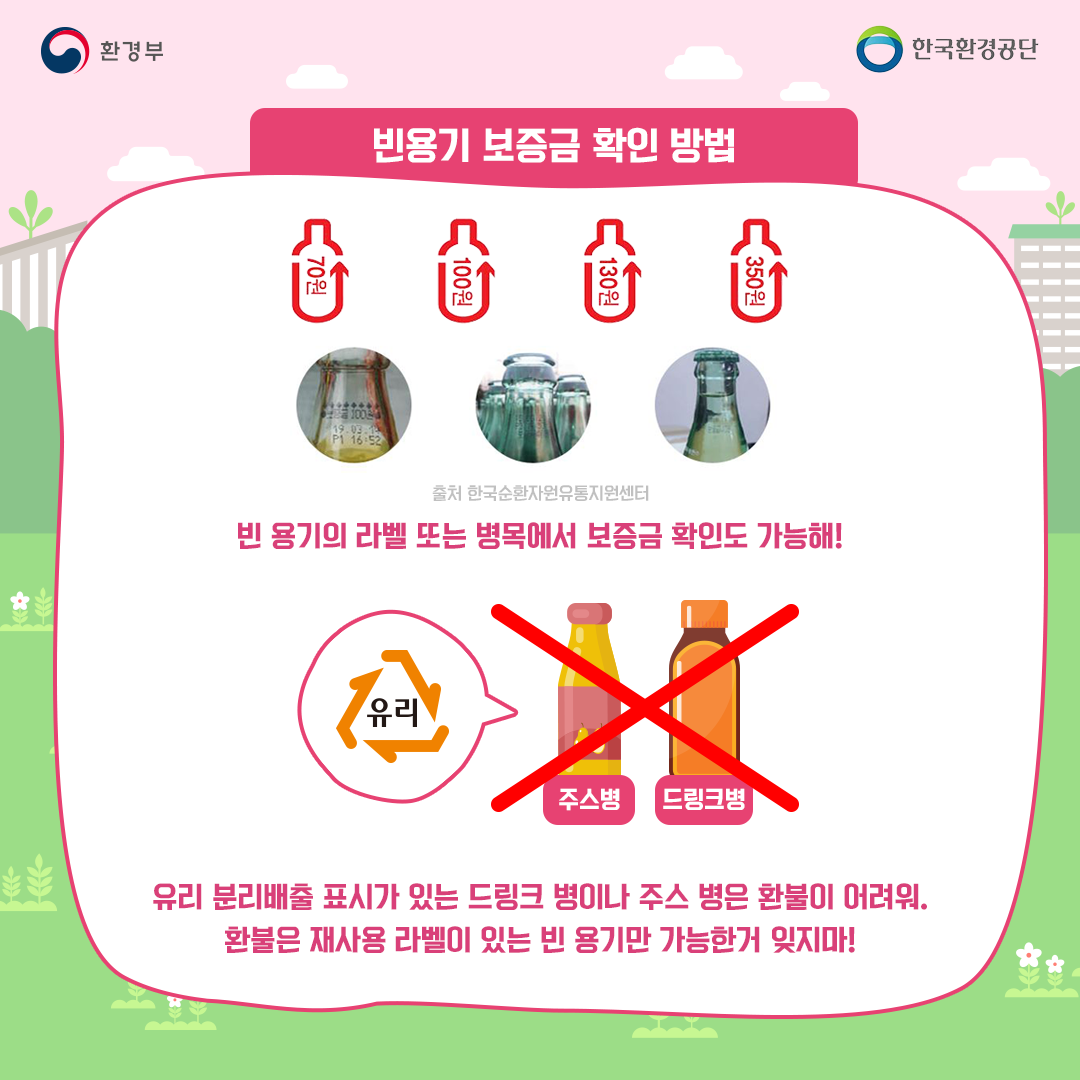 환경부
한국환경공단
빈용기 보증금 확인 방법
70원
100원
130원
350원
100원
19.03.14
P1 16:52
출처 한국순환자원유통지원센터
빈 용기의 라벨 또는 병목에서 보증금 확인도 가능해!
유리
주스병
드링크병
유리 분리배출 표시가 있는 드링크 병이나 주스 병은 환불이 어려워.
환불은 재사용 라벨이 있는 빈 용기만 가능한거 잊지마!